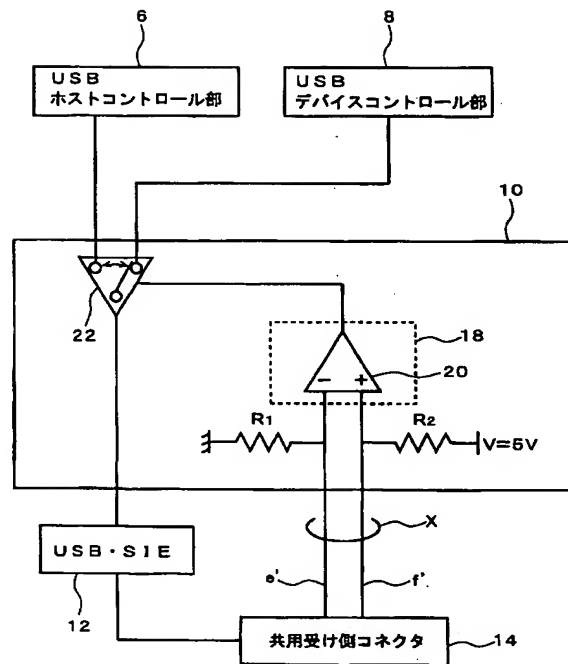 6
8
USB
ホストコントロール部
USB
デバイスコントロール部
10
22
18
20
R1
R2
V=5V
X
USB・SIE
12
e'
f'
共用受け側コネクタ
14